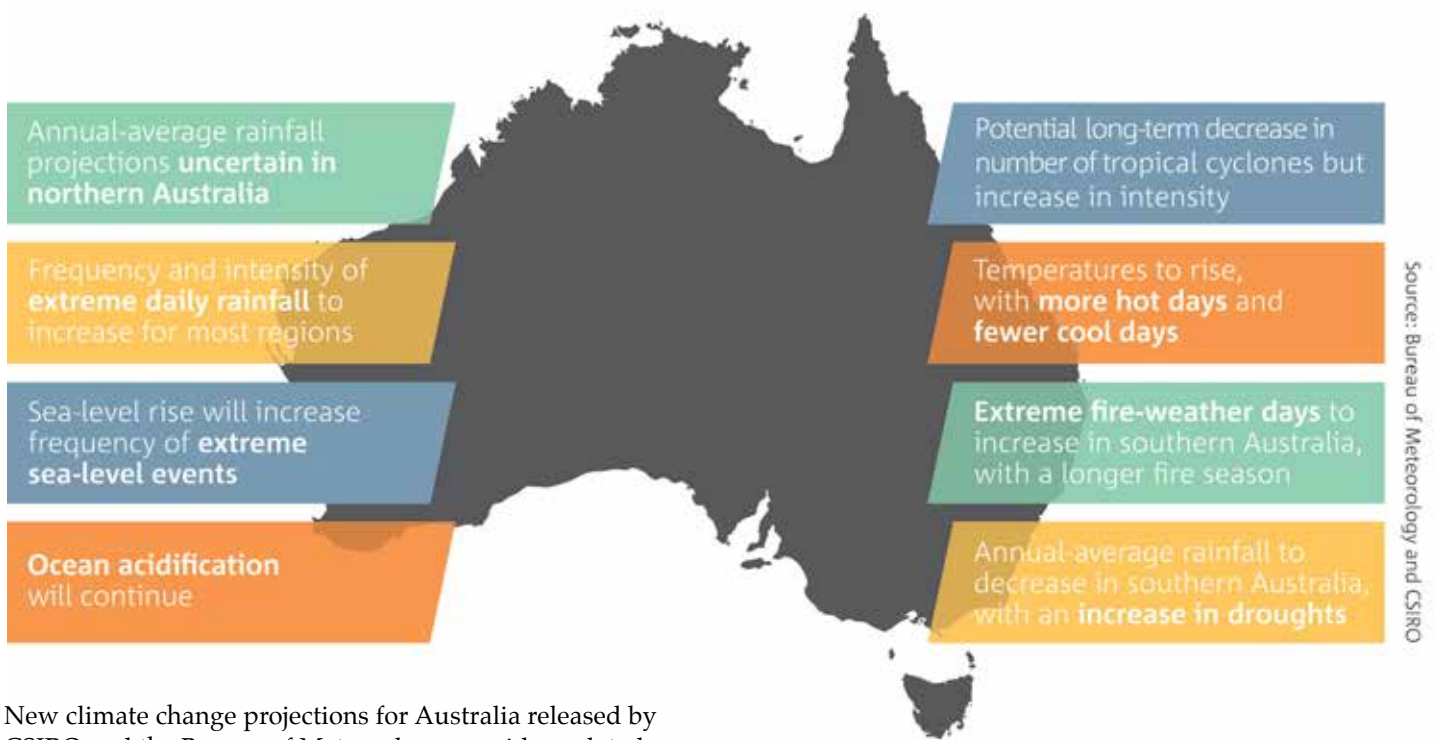 Annual-average rainfall
projections uncertain in
northern Australia
Frequency and intensity of
extreme daily rainfall to
increase for most regions
Sea-level rise will increase
frequency of extreme
sea-level events
Ocean acidification
will continue
Potential long-term decrease in
number of tropical cyclones but
increase in intensity
Temperatures to rise,
with more hot days and
fewer cool days
Extreme fire-weather days to
increase in southern Australia,
with a longer fire season
Annual-average rainfall to
decrease in southern Australia,
with an increase in droughts
Source: Bureau of Meteorology and CSIRO
New climate change projections for Australia released by